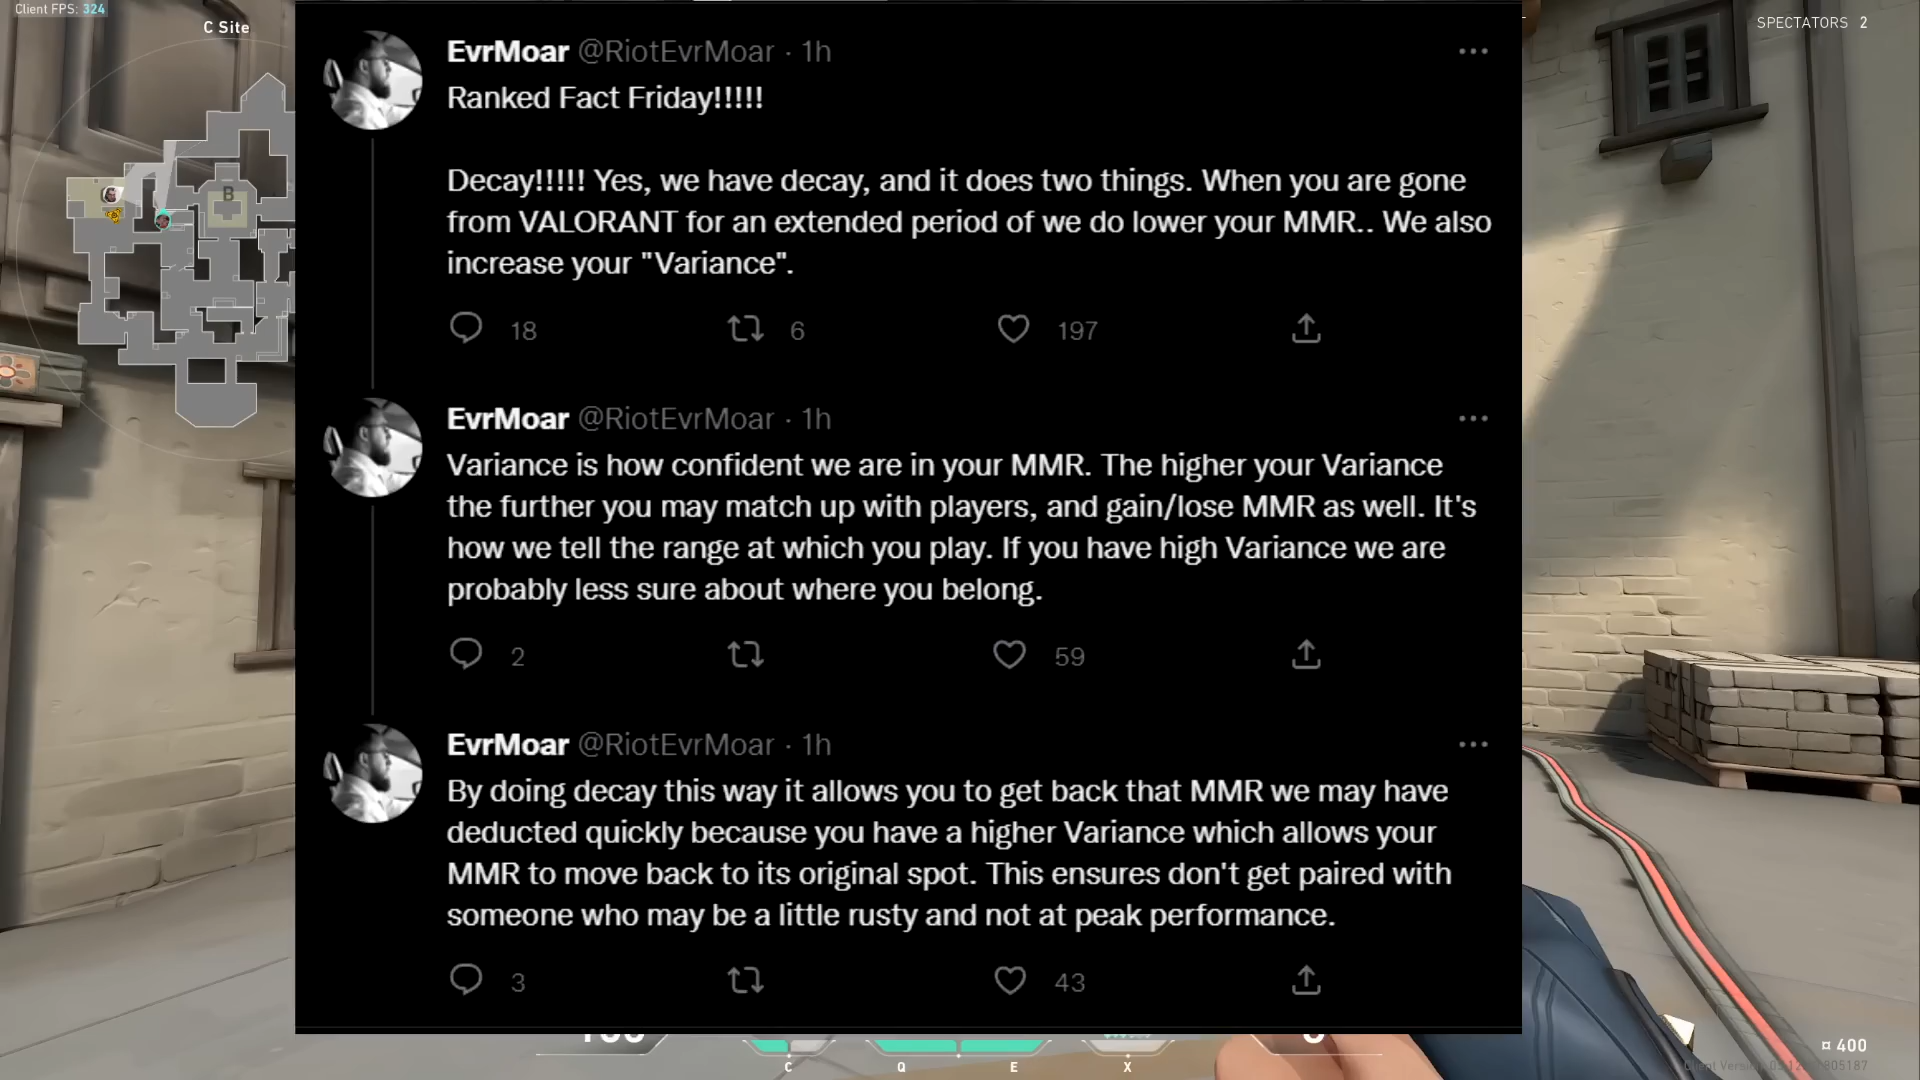 Client FPS: 324
C Site
SPECTATORS 2
B
EvrMoar @RiotEvrMoar · 1h
Ranked Fact Friday!!!!!
Decay!!!!! Yes, we have decay, and it does two things. When you are gone
from VALORANT for an extended period of we do lower your MMR.. We also
increase your "Variance".
18 6 197
EvrMoar @RiotEvrMoar · 1h
Variance is how confident we are in your MMR. The higher your Variance
the further you may match up with players, and gain/lose MMR as well. It's
how we tell the range at which you play. If you have high Variance we are
probably less sure about where you belong.
2 59
EvrMoar @RiotEvrMoar · 1h
By doing decay this way it allows you to get back that MMR we may have
deducted quickly because you have a higher Variance which allows your
MMR to move back to its original spot. This ensures don't get paired with
someone who may be a little rusty and not at peak performance.
3 43
C Q E X
¤ 400